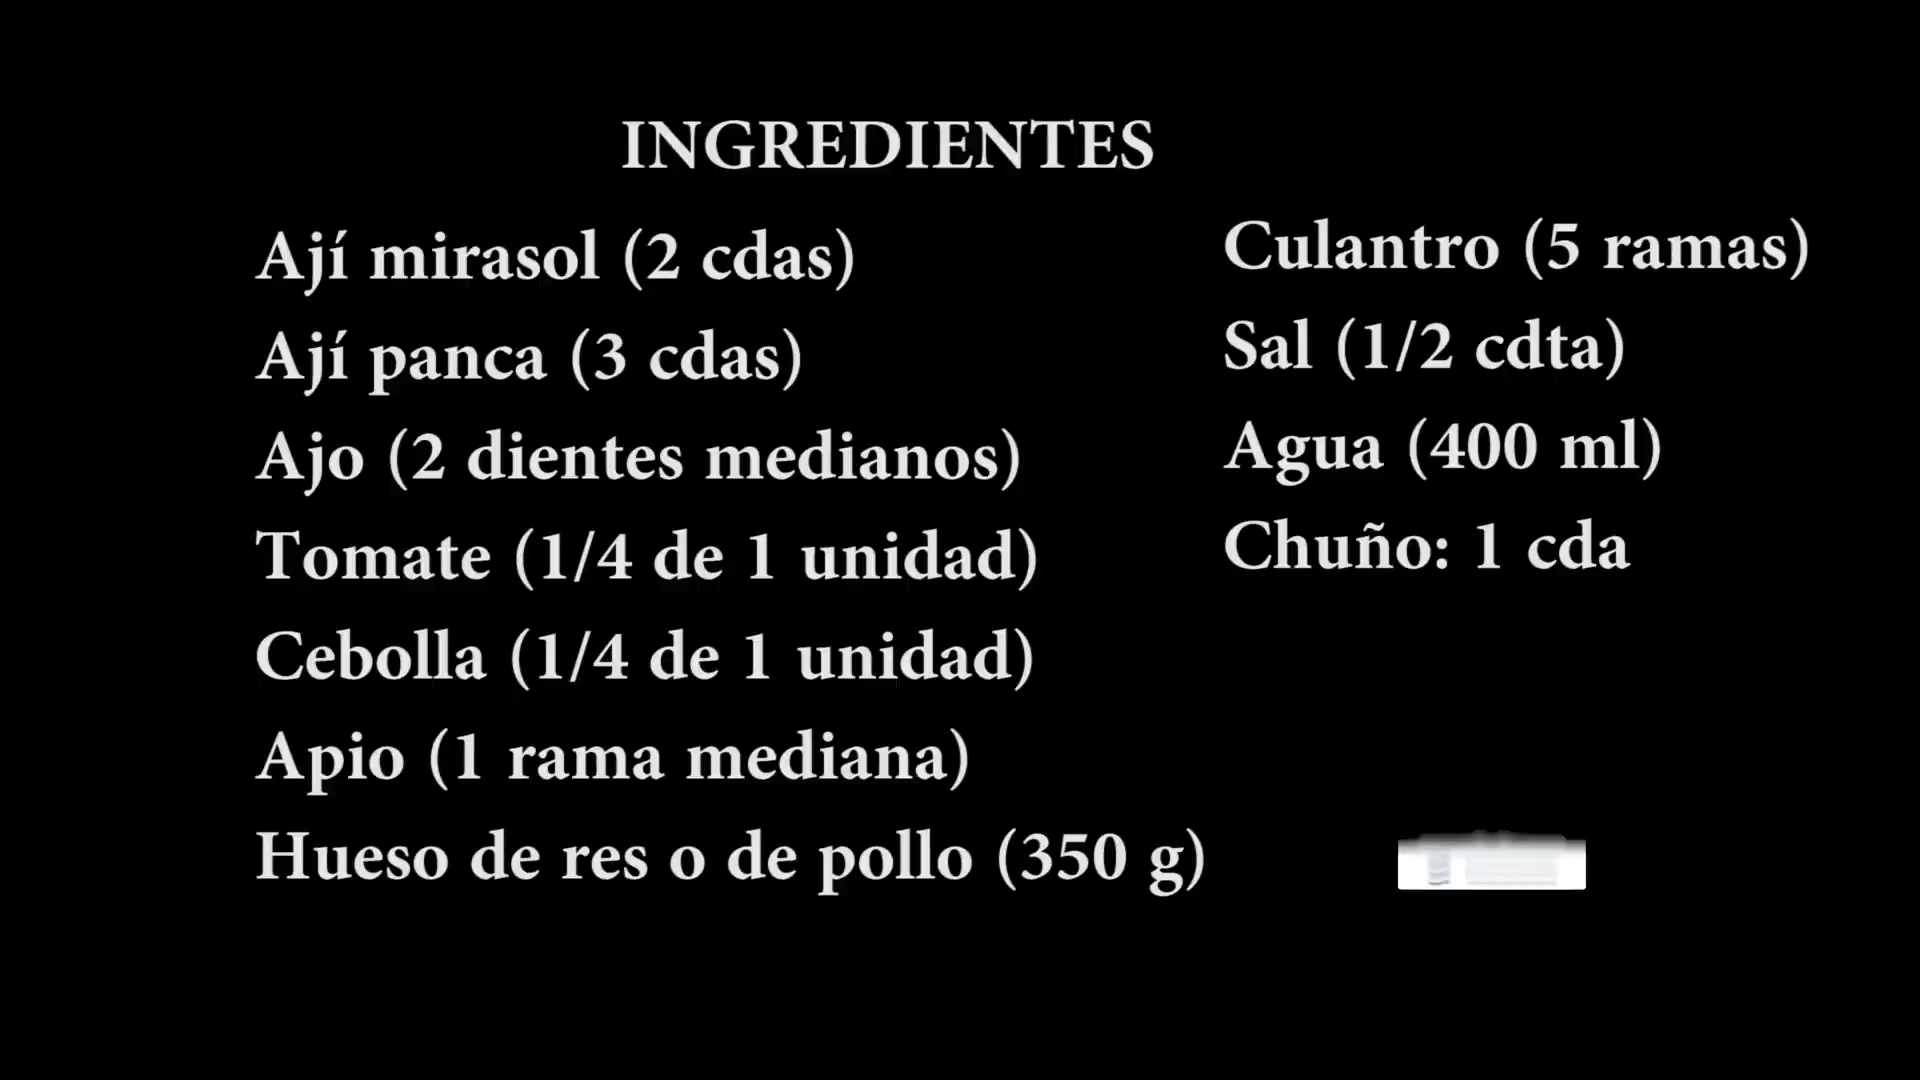 INGREDIENTES
Ají mirasol (2 cdas)
Ají panca (3 cdas)
Ajo (2 dientes medianos)
Tomate (1/4 de 1 unidad)
Cebolla (1/4 de 1 unidad)
Apio (1 rama mediana)
Hueso de res o de pollo (350 g)
Culantro (5 ramas)
Sal (1/2 cdta)
Agua (400 ml)
Chuño: 1 cda